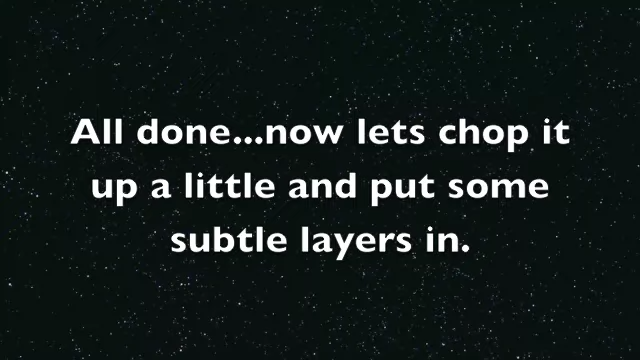 All done...now lets chop it
up a little and put some
subtle layers in.